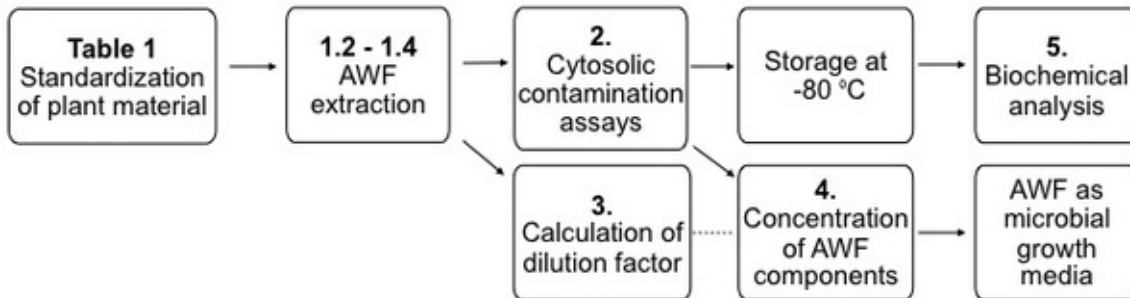 Table 1
Standardization
of plant material
1.2 - 1.4
AWF
extraction
2.
Cytosolic
contamination
assays
Storage at
-80 ºC
5.
Biochemical
analysis
3.
Calculation of
dilution factor
4.
Concentration
of AWF
components
AWF as
microbial
growth
media